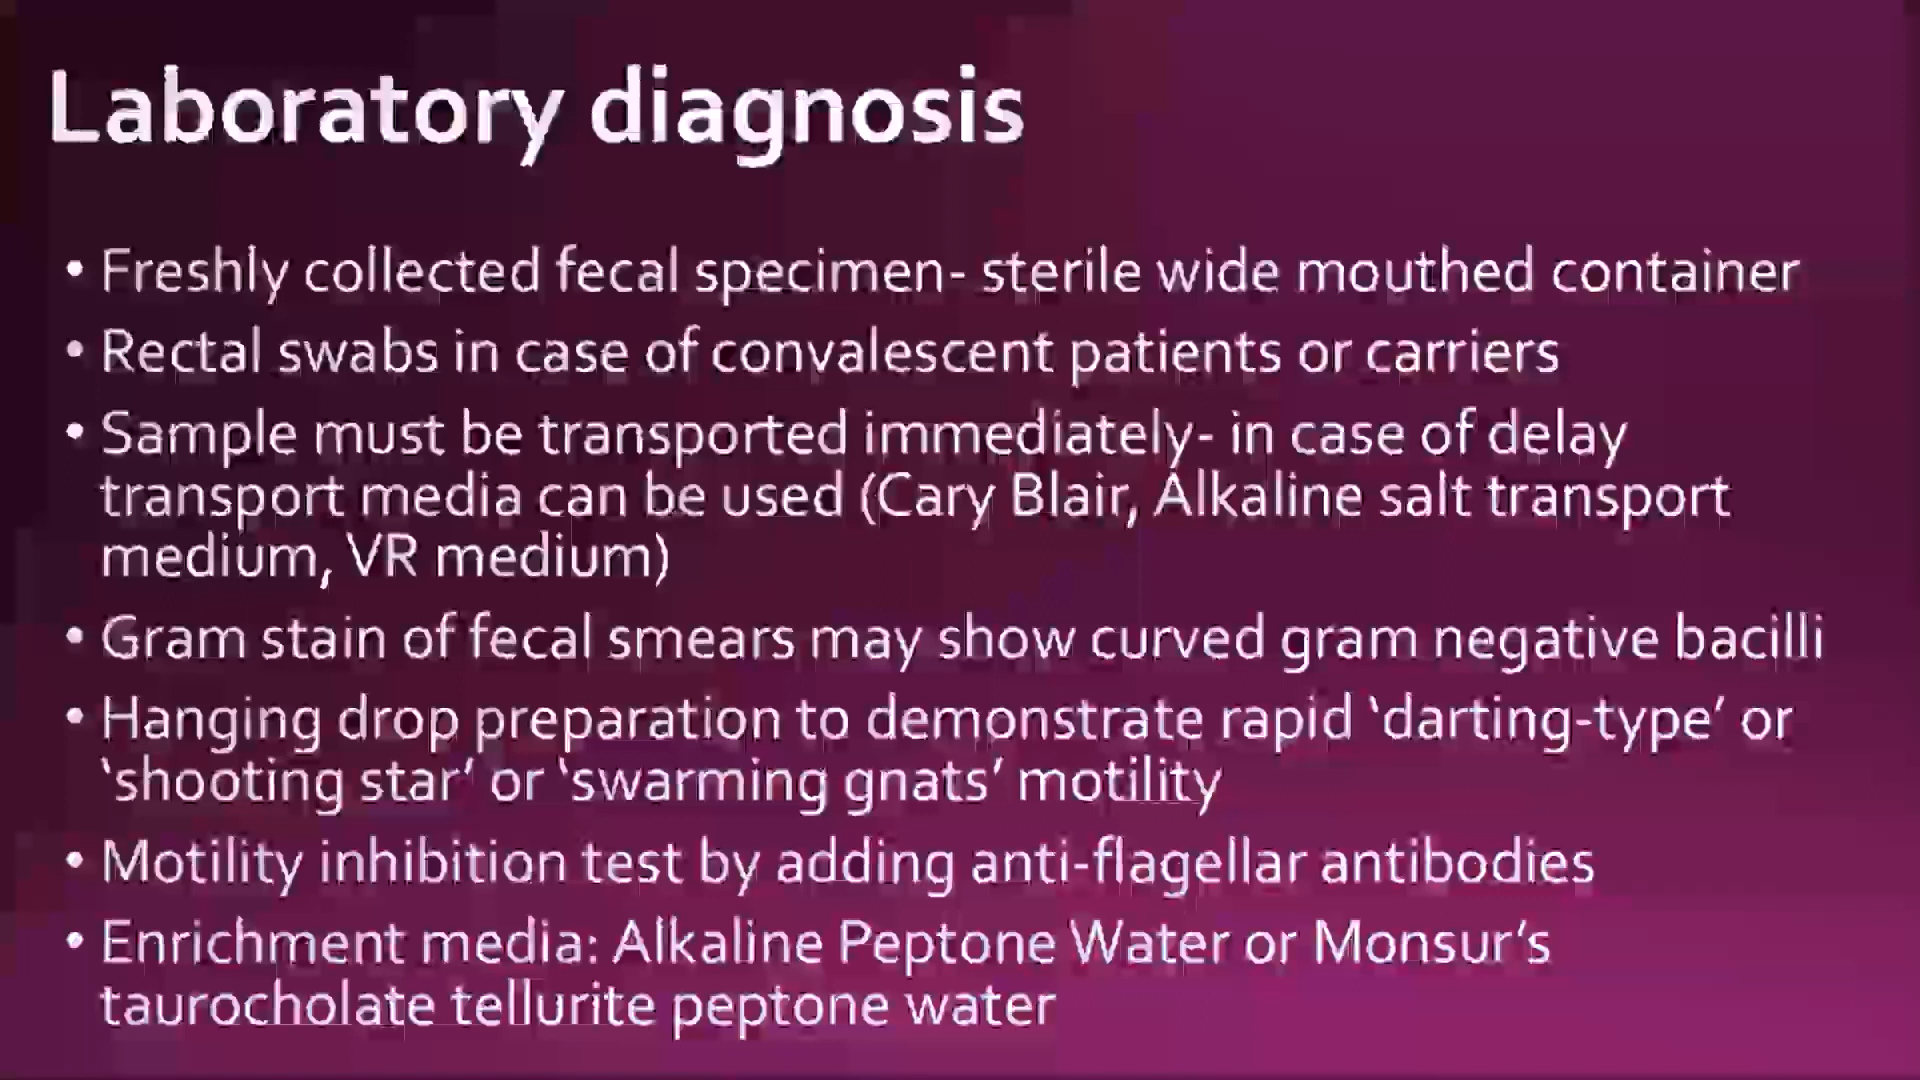 Laboratory diagnosis
• Freshly collected fecal specimen- sterile wide mouthed container
• Rectal swabs in case of convalescent patients or carriers
• Sample must be transported immediately- in case of delay
transport media can be used (Cary Blair, Alkaline salt transport
medium, VR medium)
• Gram stain of fecal smears may show curved gram negative bacilli
• Hanging drop preparation to demonstrate rapid ‘darting-type’ or
‘shooting star’ or ‘swarming gnats’ motility
• Motility inhibition test by adding anti-flagellar antibodies
• Enrichment media: Alkaline Peptone Water or Monsur’s
taurocholate tellurite peptone water